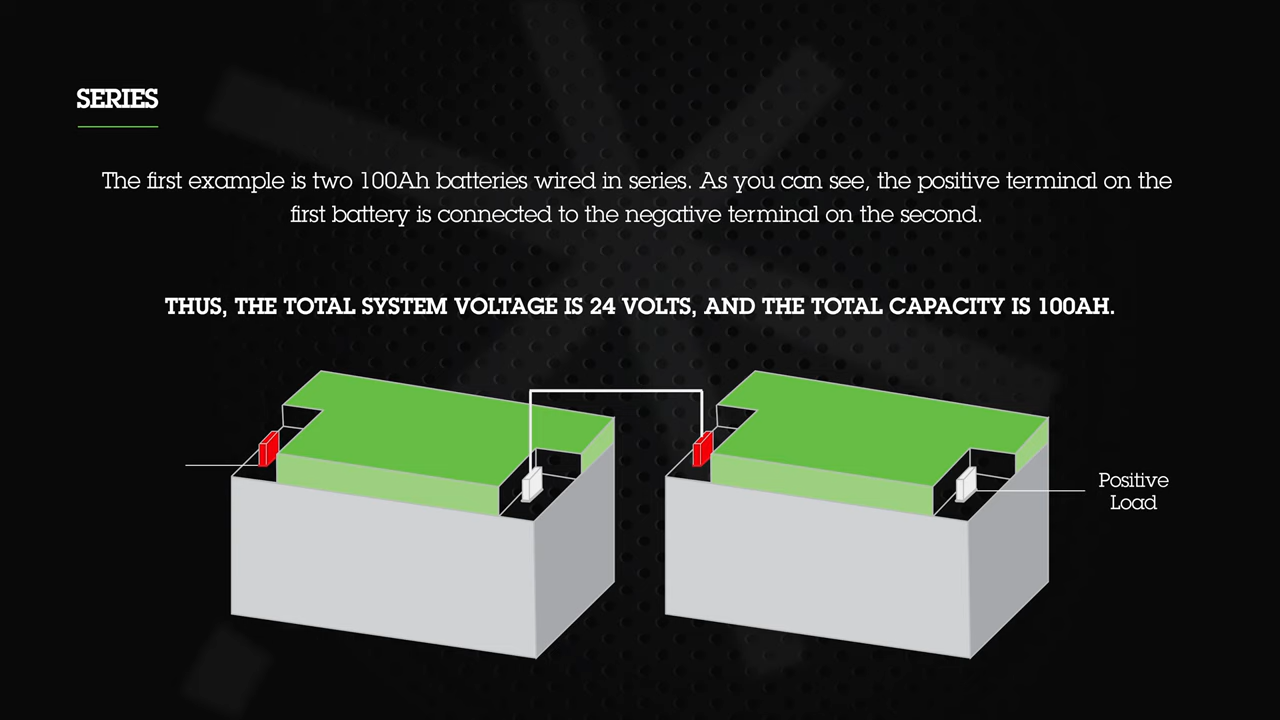 SERIES
The first example is two 100Ah batteries wired in series. As you can see, the positive terminal on the
first battery is connected to the negative terminal on the second.
THUS, THE TOTAL SYSTEM VOLTAGE IS 24 VOLTS, AND THE TOTAL CAPACITY IS 100AH.
Positive
Load